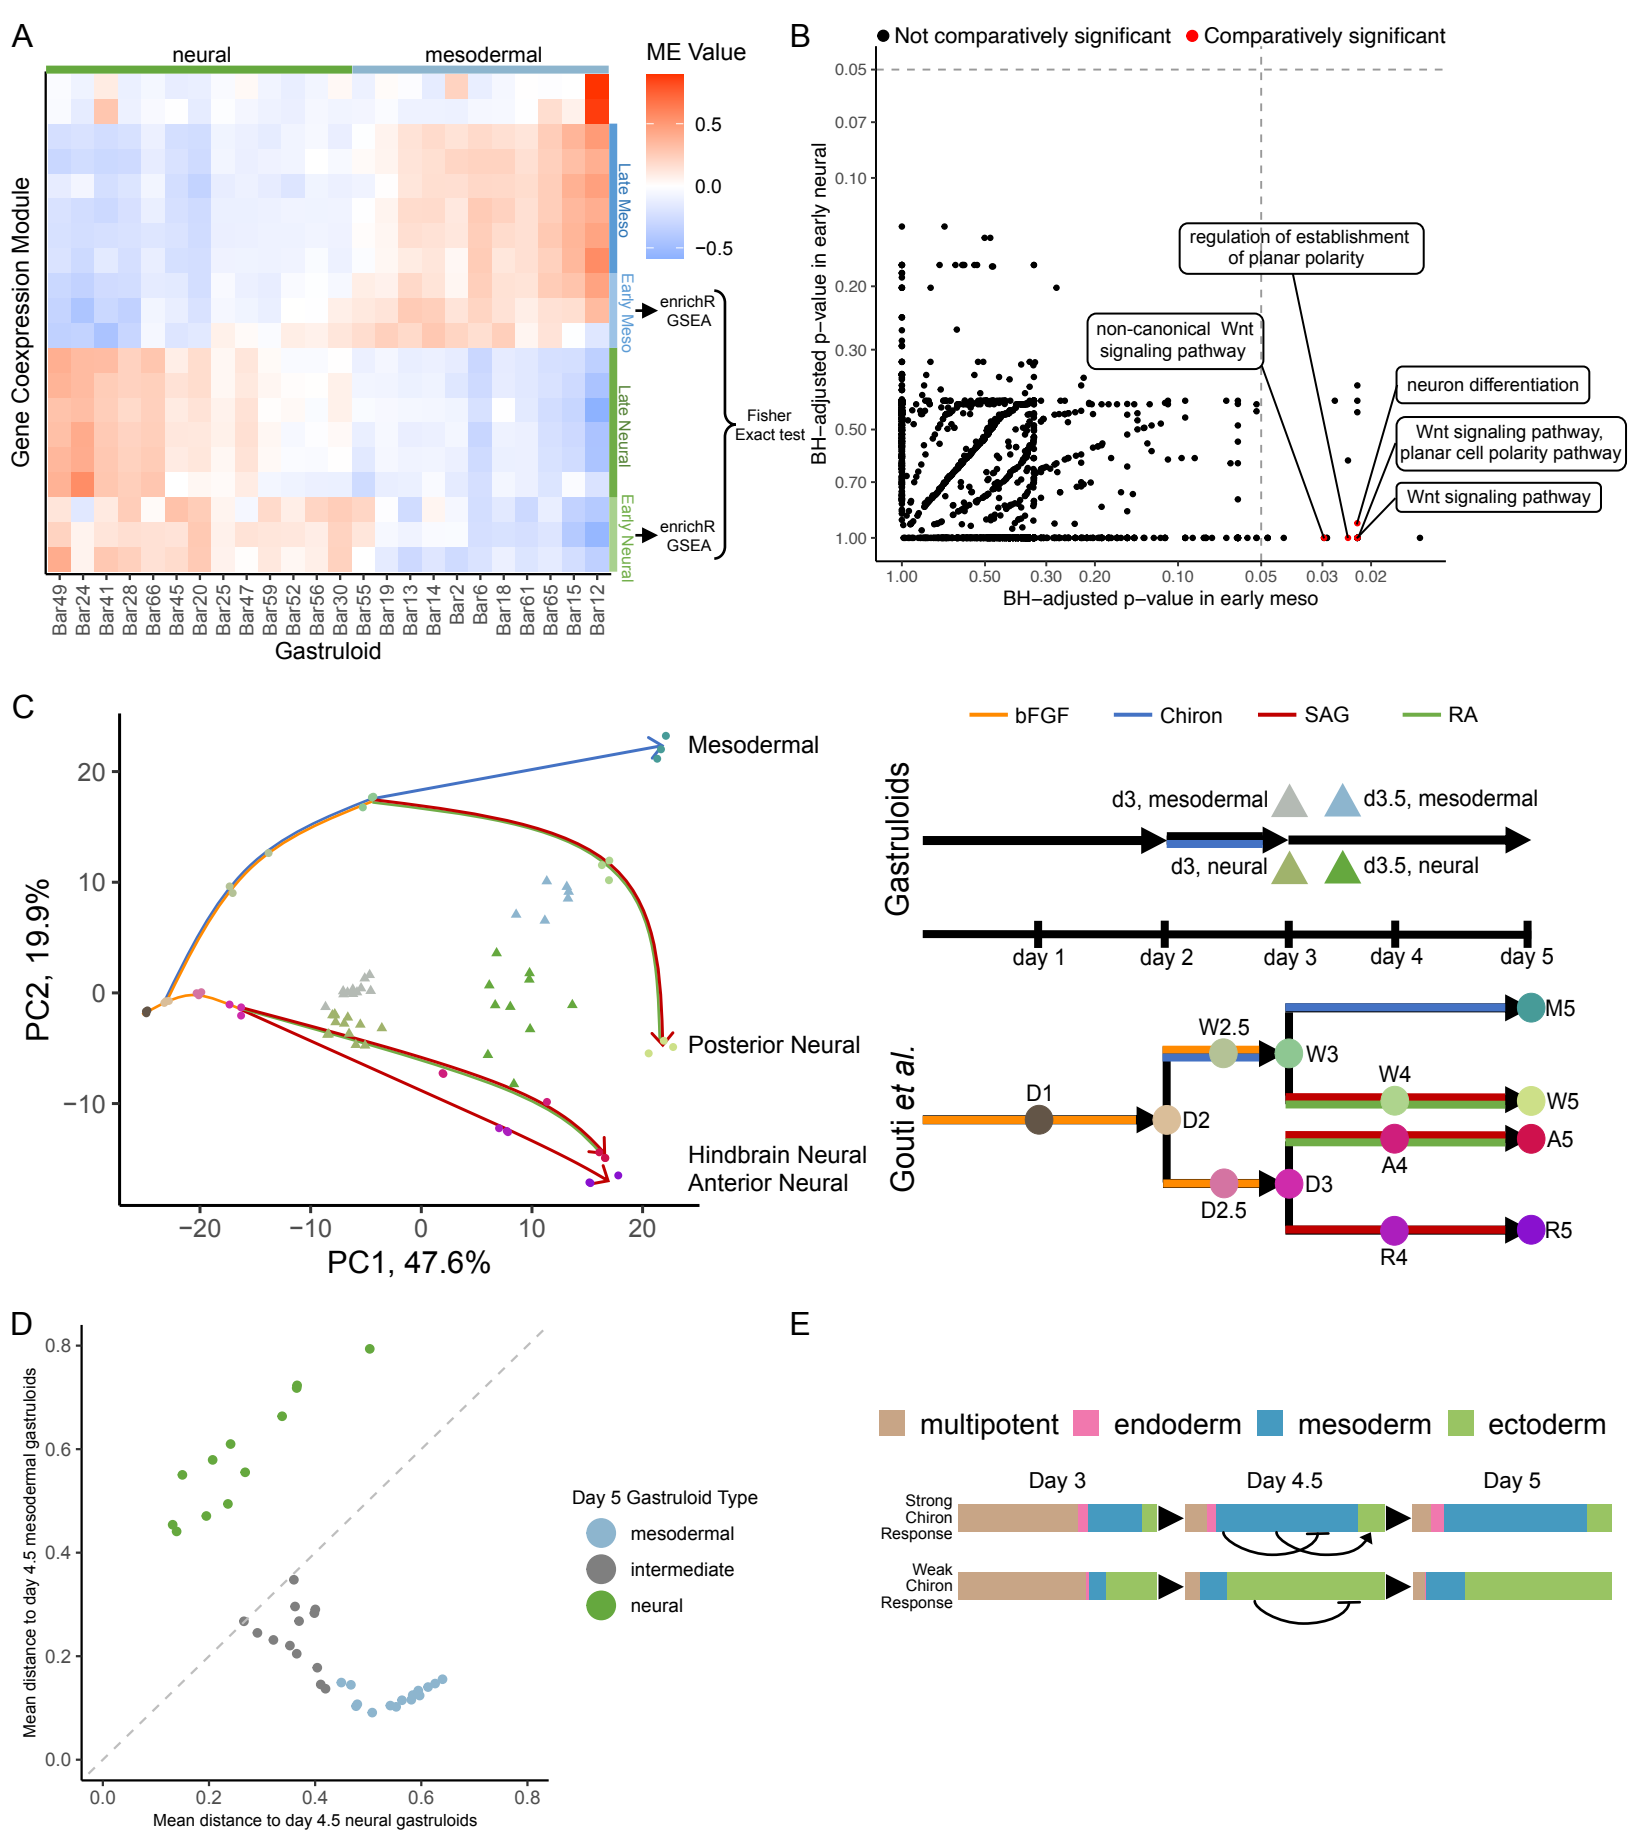 A
neural
mesodermal
ME Value
0.5
0.0
−0.5
Gene Coexpression Module
Late Meso
Early Meso
Late Neural
Early Neural
enrichR
GSEA
enrichR
GSEA
Fisher
Exact test
Bar49
Bar24
Bar41
Bar28
Bar66
Bar45
Bar20
Bar25
Bar47
Bar59
Bar52
Bar56
Bar30
Bar55
Bar19
Bar13
Bar14
Bar2
Bar6
Bar18
Bar61
Bar65
Bar15
Bar12
Gastruloid
B
Not comparatively significant
Comparatively significant
BH−adjusted p−value in early neural
0.05
0.07
0.10
0.20
0.30
0.50
0.70
1.00
regulation of establishment
of planar polarity
non-canonical Wnt
signaling pathway
neuron differentiation
Wnt signaling pathway,
planar cell polarity pathway
Wnt signaling pathway
1.00
0.50
0.30
0.20
0.10
0.05
0.03
0.02
BH−adjusted p−value in early meso
C
PC2, 19.9%
20
10
0
−10
−20
−10
0
10
20
PC1, 47.6%
Mesodermal
Posterior Neural
Hindbrain Neural
Anterior Neural
bFGF
Chiron
SAG
RA
Gastruloids
d3, mesodermal
d3.5, mesodermal
d3, neural
d3.5, neural
day 1
day 2
day 3
day 4
day 5
Gouti et al.
D1
D2
W2.5
W3
M5
W4
W5
A5
A4
D2.5
D3
R5
R4
D
Mean distance to day 4.5 mesodermal gastruloids
0.8
0.6
0.4
0.2
0.0
0.0
0.2
0.4
0.6
0.8
Mean distance to day 4.5 neural gastruloids
Day 5 Gastruloid Type
mesodermal
intermediate
neural
E
multipotent
endoderm
mesoderm
ectoderm
Day 3
Day 4.5
Day 5
Strong
Chiron
Response
Weak
Chiron
Response